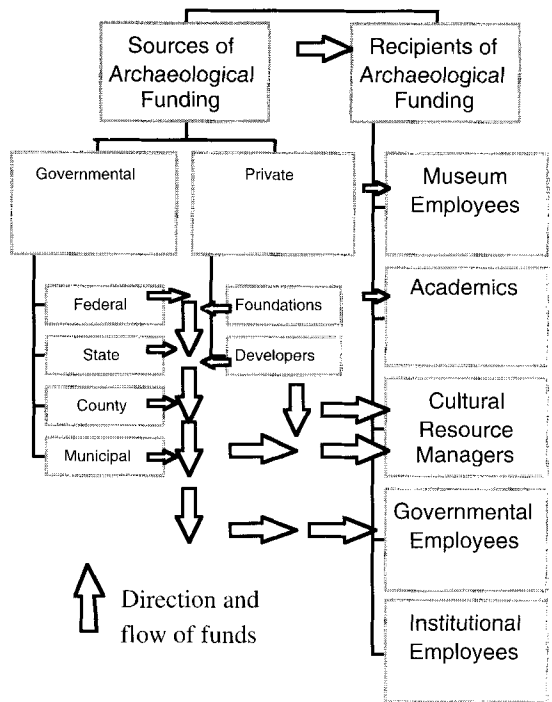 Sources of
Archaeological
Funding
Recipients of
Archaeological
Funding
Governmental
Private
Federal
State
County
Municipal
Foundations
Developers
Museum
Employees
Academics
Cultural
Resource
Managers
Governmental
Employees
Institutional
Employees
Direction and
flow of funds